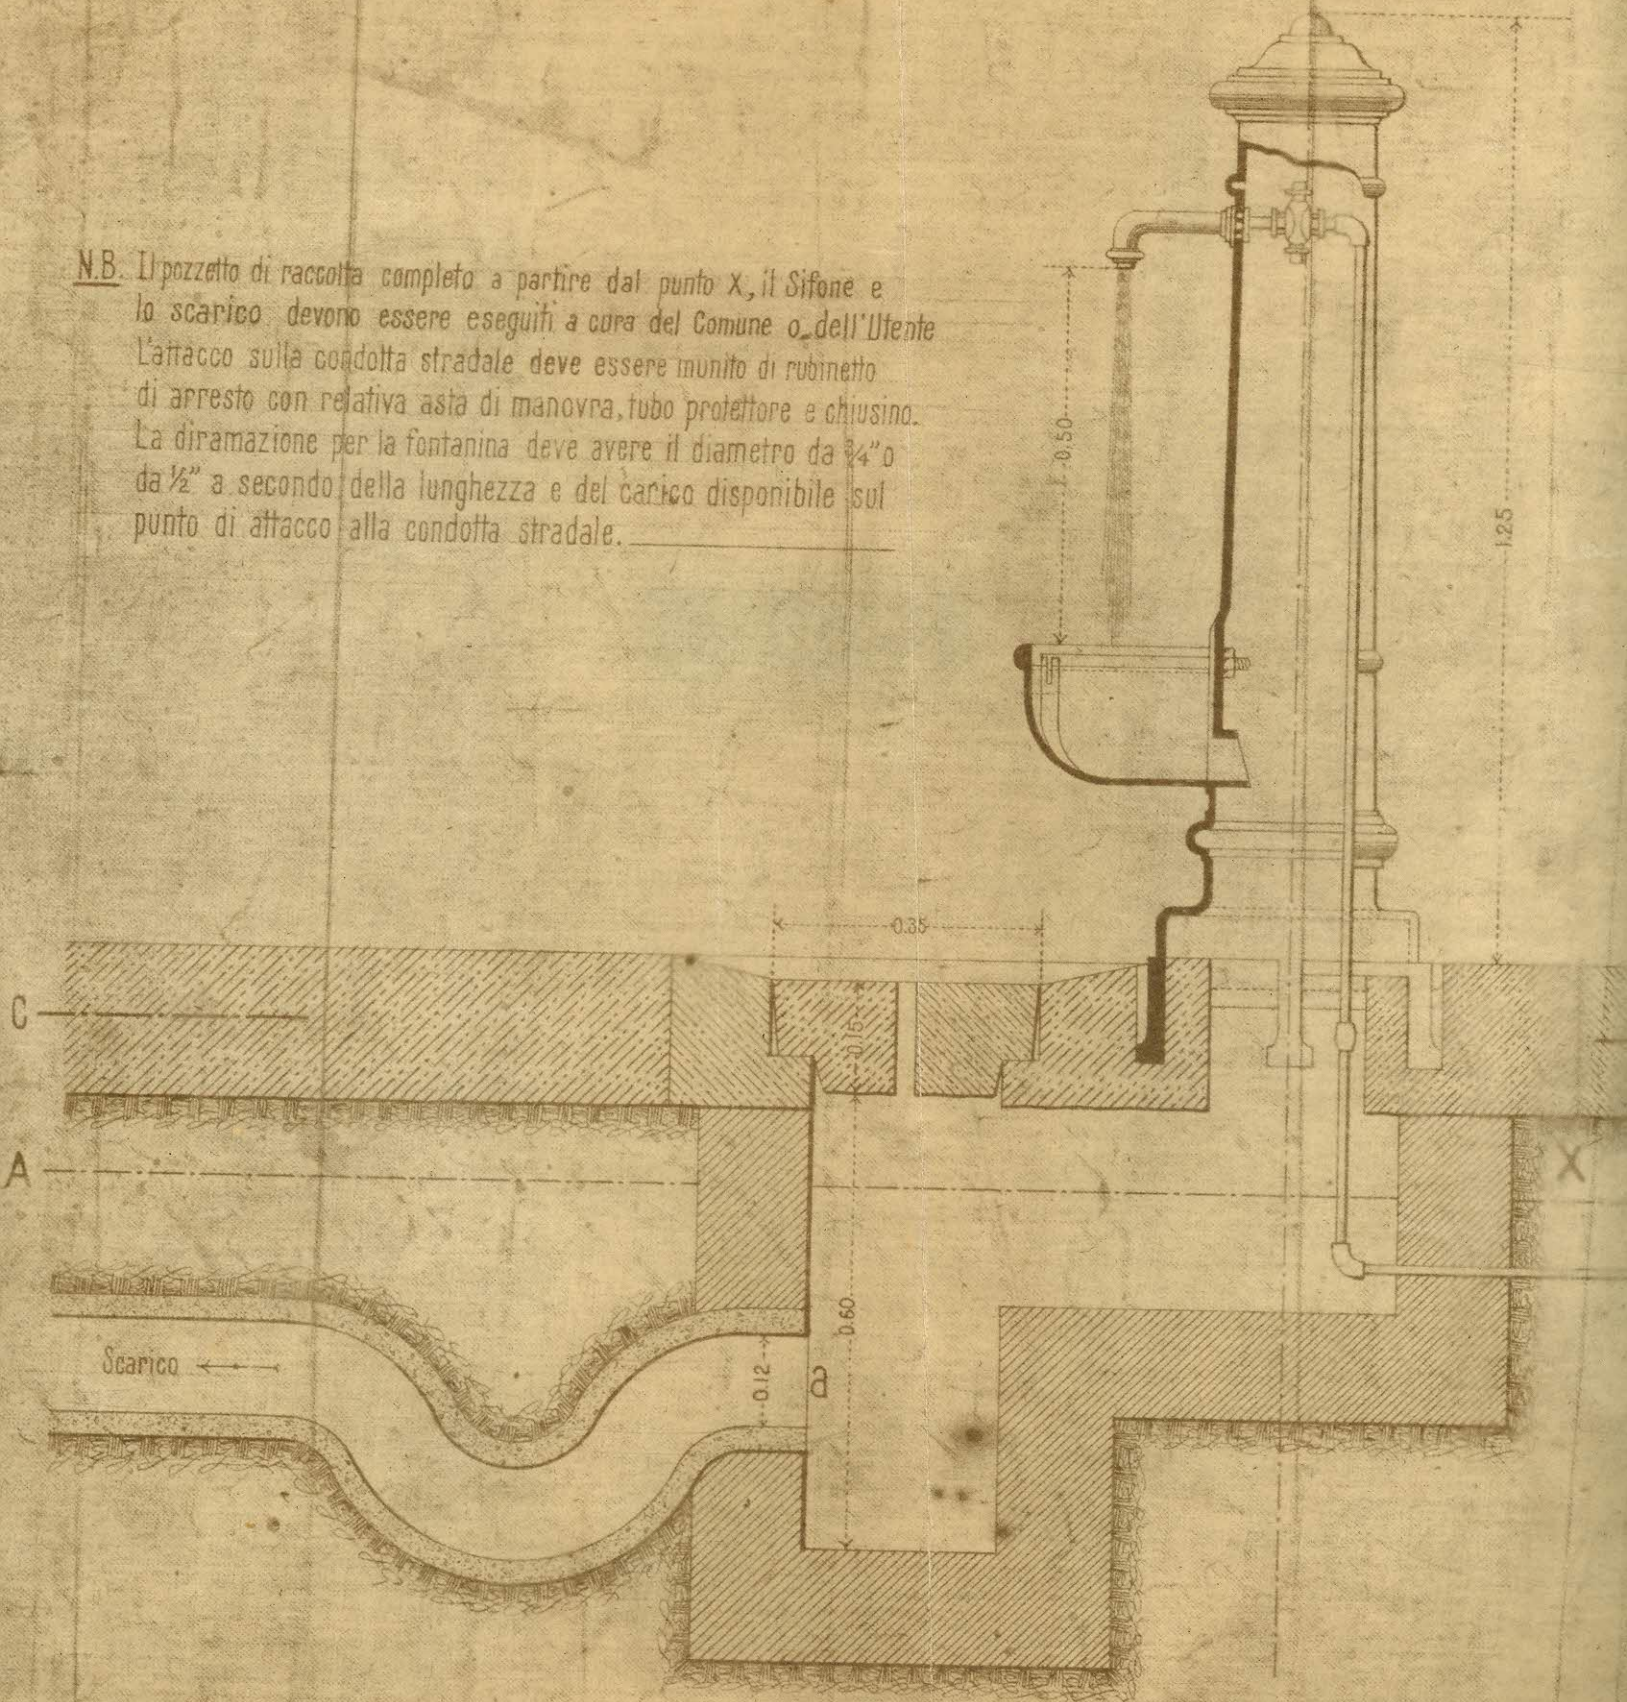 N.B. Il pozzetto di raccolta completo a partire dal punto X, il Sifone e
lo scarico devono essere eseguiti a cura del Comune o dell'Utente
L'attacco sulla condotta stradale deve essere munito di rubinetto
di arresto con relativa asta di manovra, tubo protettore e chiusino.
La diramazione per la fontanina deve avere il diametro da ¾" o
da ½" a secondo della lunghezza e del carico disponibile sul
punto di attacco alla condotta stradale.
0.50
1.25
0.35
C
0.15
A
X
0.60
Scarico
0.12
a